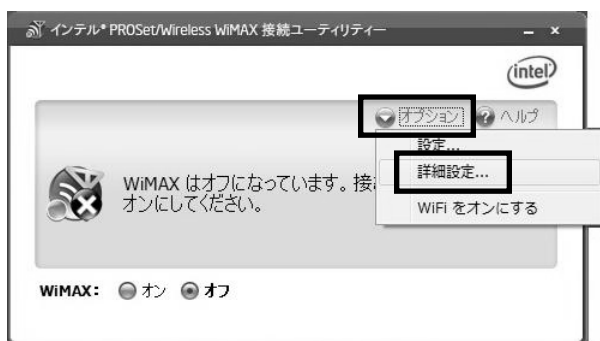 インテル® PROSet/Wireless WiMAX 接続ユーティリティー
intel
オプション ヘルプ
設定...
詳細設定...
WiFi をオンにする
WiMAX はオフになっています。接
オンにしてください。
WiMAX: オン オフ